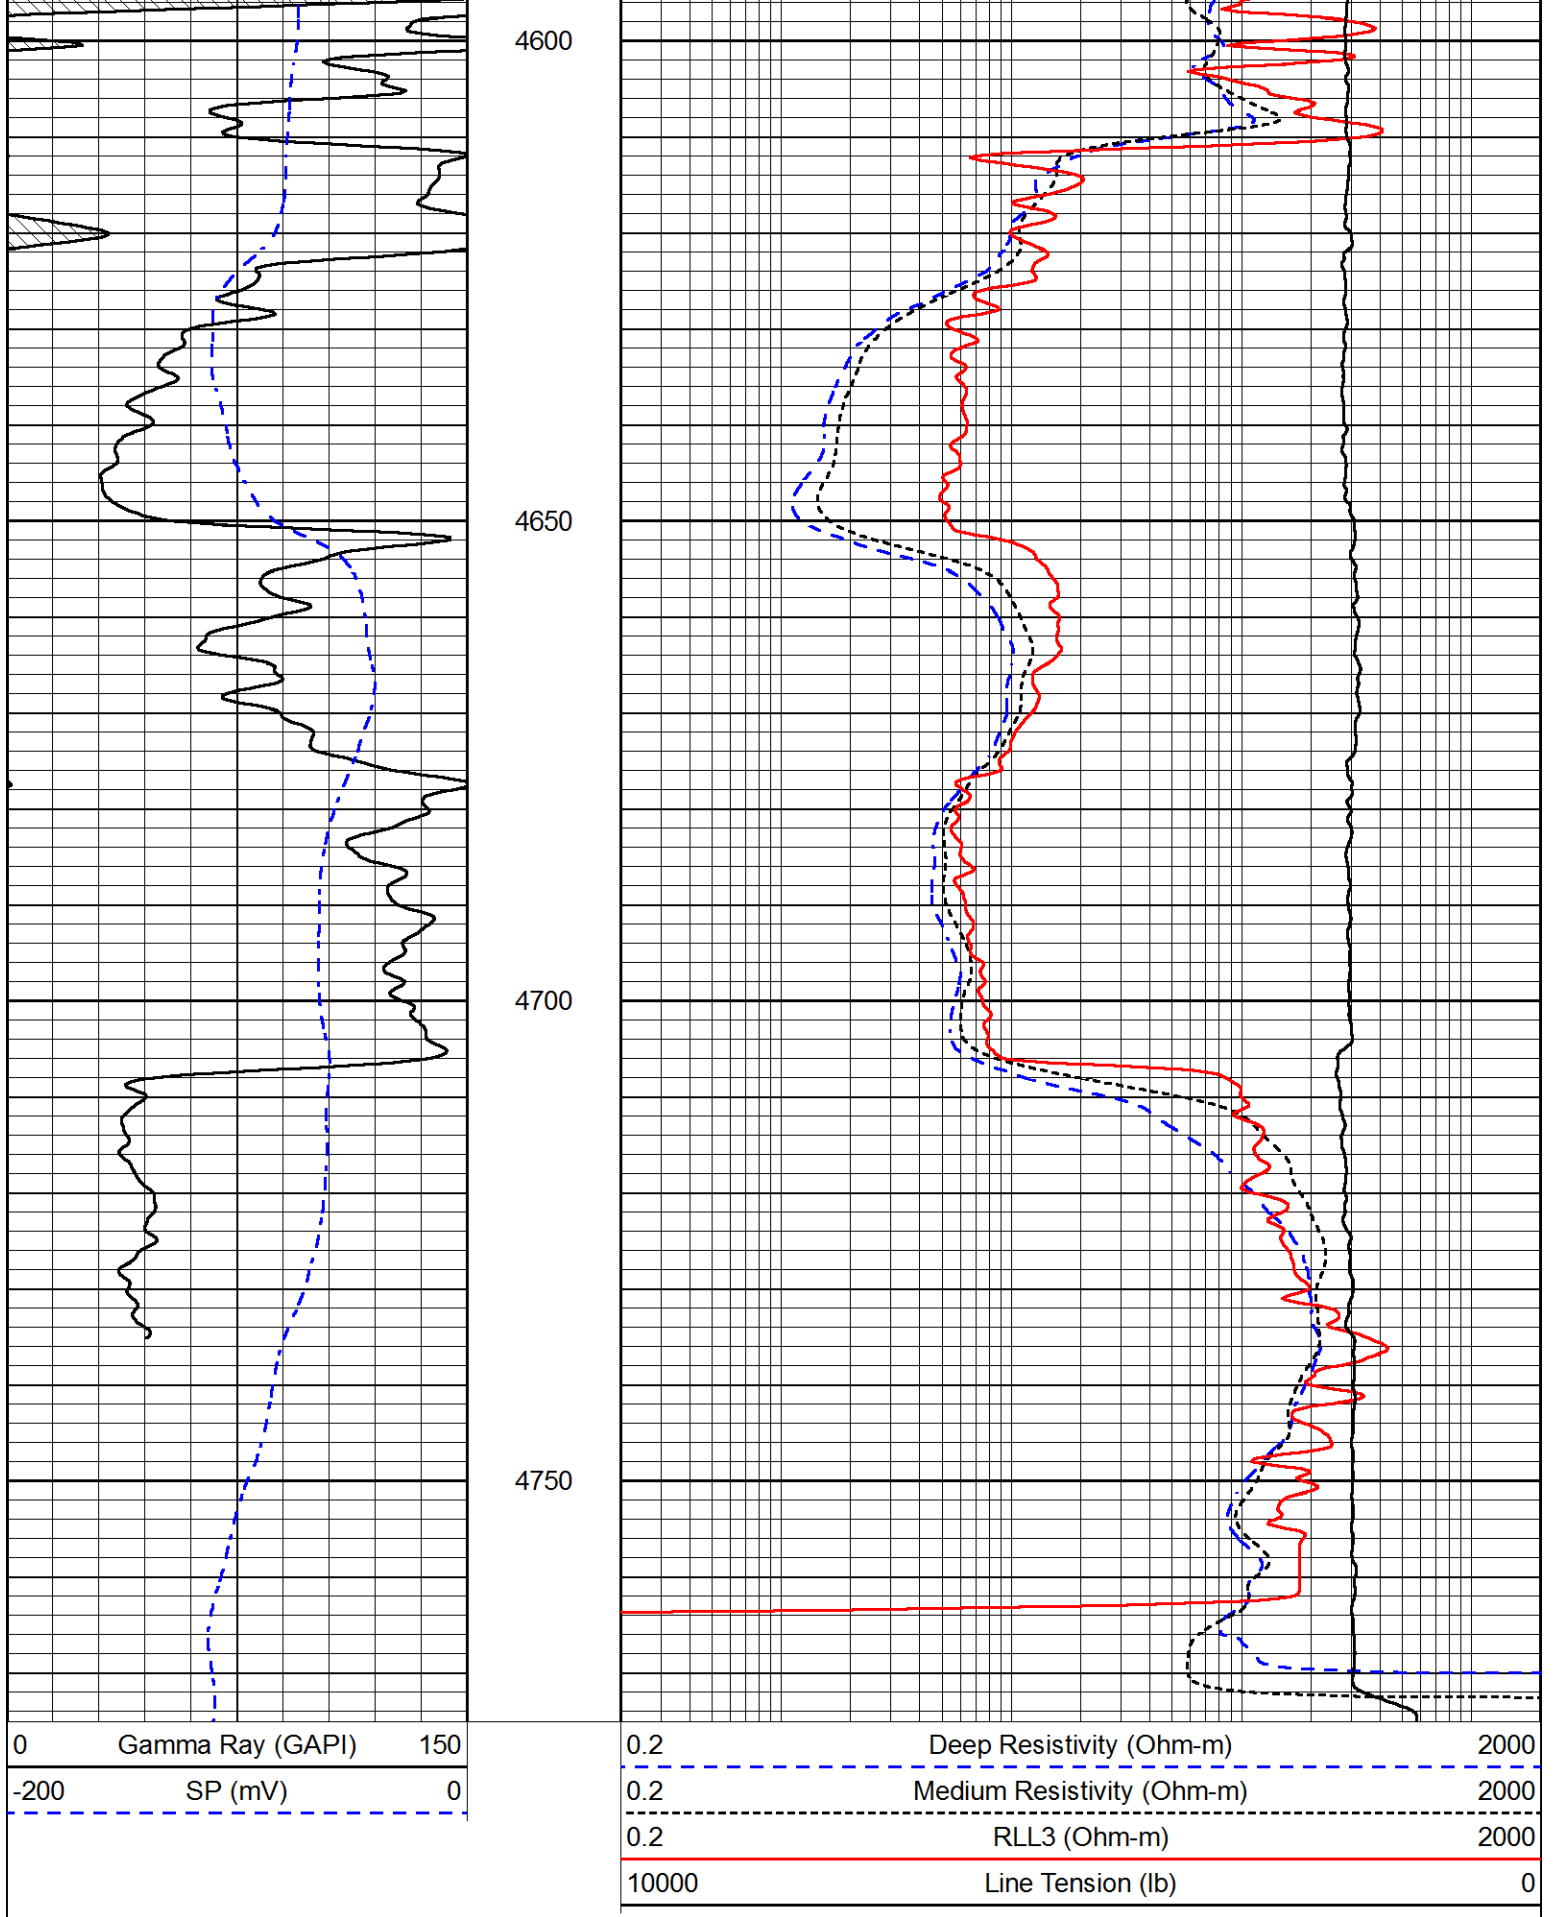 4600
4650
4700
4750
0 Gamma Ray (GAPI) 150
-200 SP (mV) 0
0.2 Deep Resistivity (Ohm-m) 2000
0.2 Medium Resistivity (Ohm-m) 2000
0.2 RLL3 (Ohm-m) 2000
10000 Line Tension (lb) 0